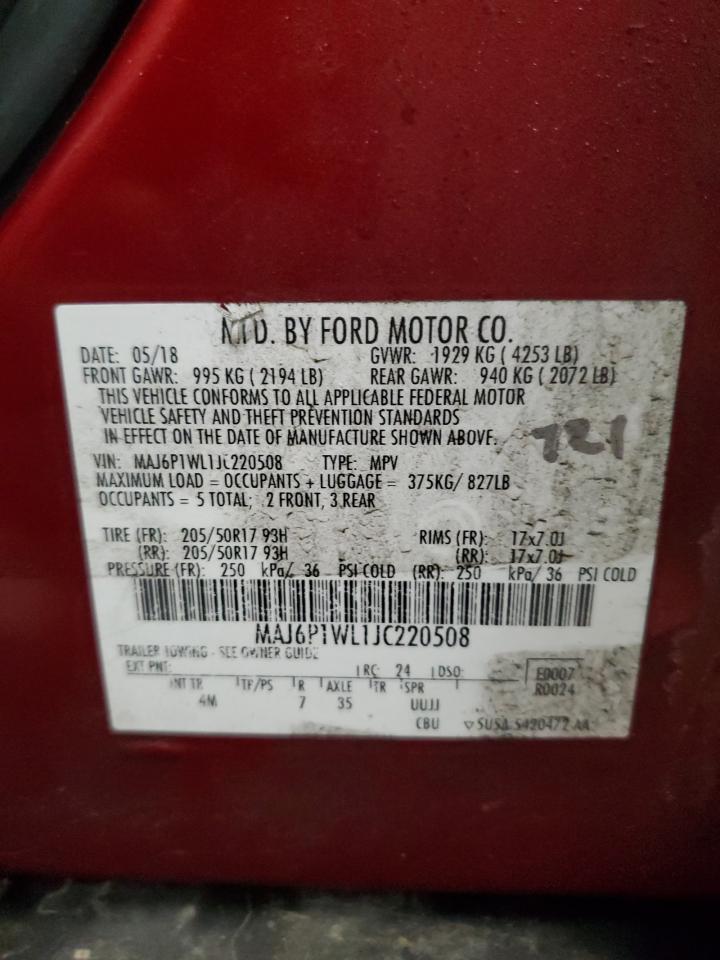 MFD. BY FORD MOTOR CO.
DATE: 05/18 GVWR: 1929 KG ( 4253 LB)
FRONT GAWR: 995 KG ( 2194 LB) REAR GAWR: 940 KG ( 2072 LB)
THIS VEHICLE CONFORMS TO ALL APPLICABLE FEDERAL MOTOR
VEHICLE SAFETY AND THEFT PREVENTION STANDARDS
IN EFFECT ON THE DATE OF MANUFACTURE SHOWN ABOVE.
721
VIN: MAJ6P1WL1JC220508 TYPE: MPV
MAXIMUM LOAD = OCCUPANTS + LUGGAGE = 375KG/ 827LB
OCCUPANTS = 5 TOTAL; 2 FRONT, 3 REAR
TIRE (FR): 205/50R17 93H RIMS (FR): 17x7.0J
(RR): 205/50R17 93H (RR): 17x7.0J
PRESSURE (FR): 250 kPa/ 36 PSI COLD (RR): 250 kPa/ 36 PSI COLD
MAJ6P1WL1JC220508
TRAILER TOWING - SEE OWNER GUIDE
EXT PNT: RC: 24 DSO:
INT TR TP/PS R AXLE TR SPR
4M 7 35 UUJJ
E0007
R0024
CBU ▽ SU5A-5420472-AA